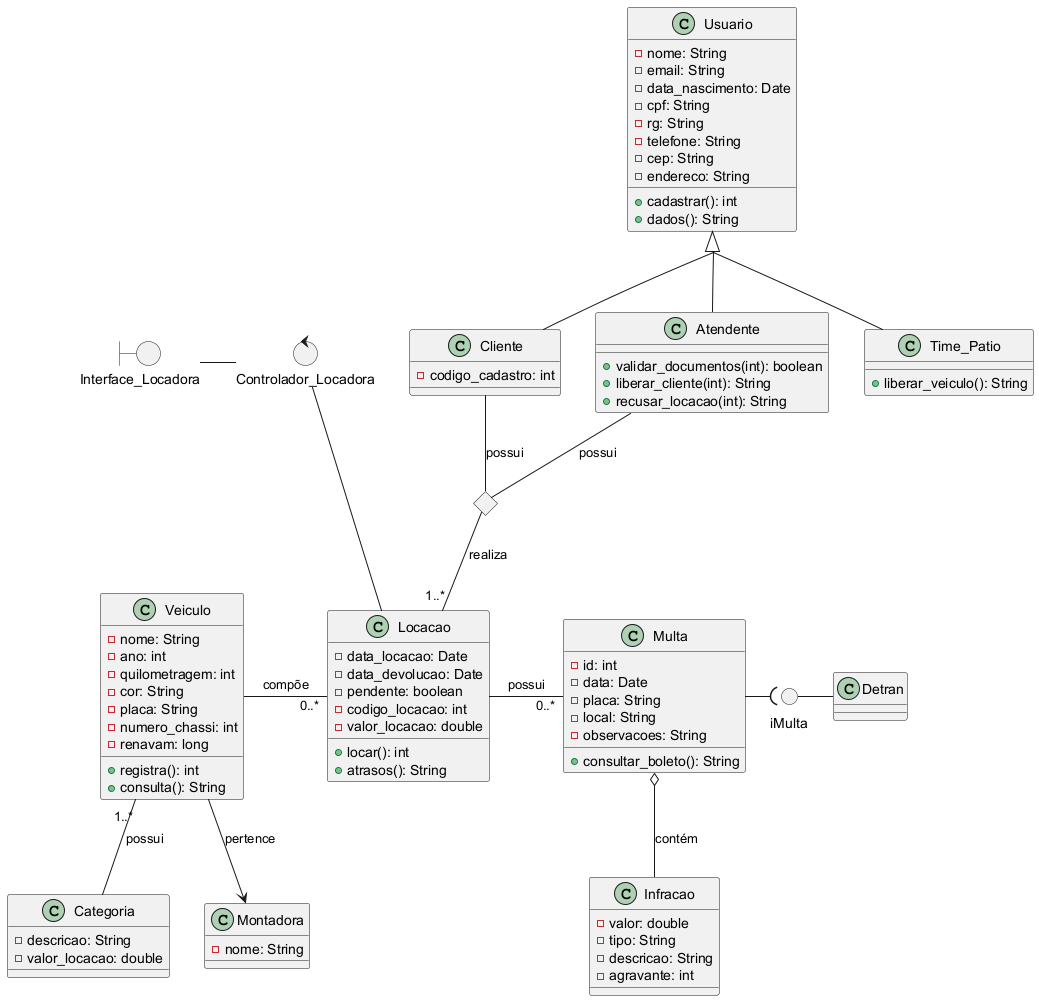 C Usuario
nome: String
email: String
data_nascimento: Date
cpf: String
rg: String
telefone: String
cep: String
endereco: String
cadastrar(): int
dados(): String
Interface_Locadora
Controlador_Locadora
C Cliente
codigo_cadastro: int
C Atendente
validar_documentos(int): boolean
liberar_cliente(int): String
recusar_locacao(int): String
C Time_Patio
liberar_veiculo(): String
possui
possui
realiza
1..*
C Veiculo
nome: String
ano: int
quilometragem: int
cor: String
placa: String
numero_chassi: int
renavam: long
registra(): int
consulta(): String
compõe
0..*
C Locacao
data_locacao: Date
data_devolucao: Date
pendente: boolean
codigo_locacao: int
valor_locacao: double
locar(): int
atrasos(): String
possui
0..*
C Multa
id: int
data: Date
placa: String
local: String
observacoes: String
consultar_boleto(): String
iMulta
C Detran
1..*
possui
pertence
contém
C Categoria
descricao: String
valor_locacao: double
C Montadora
nome: String
C Infracao
valor: double
tipo: String
descricao: String
agravante: int